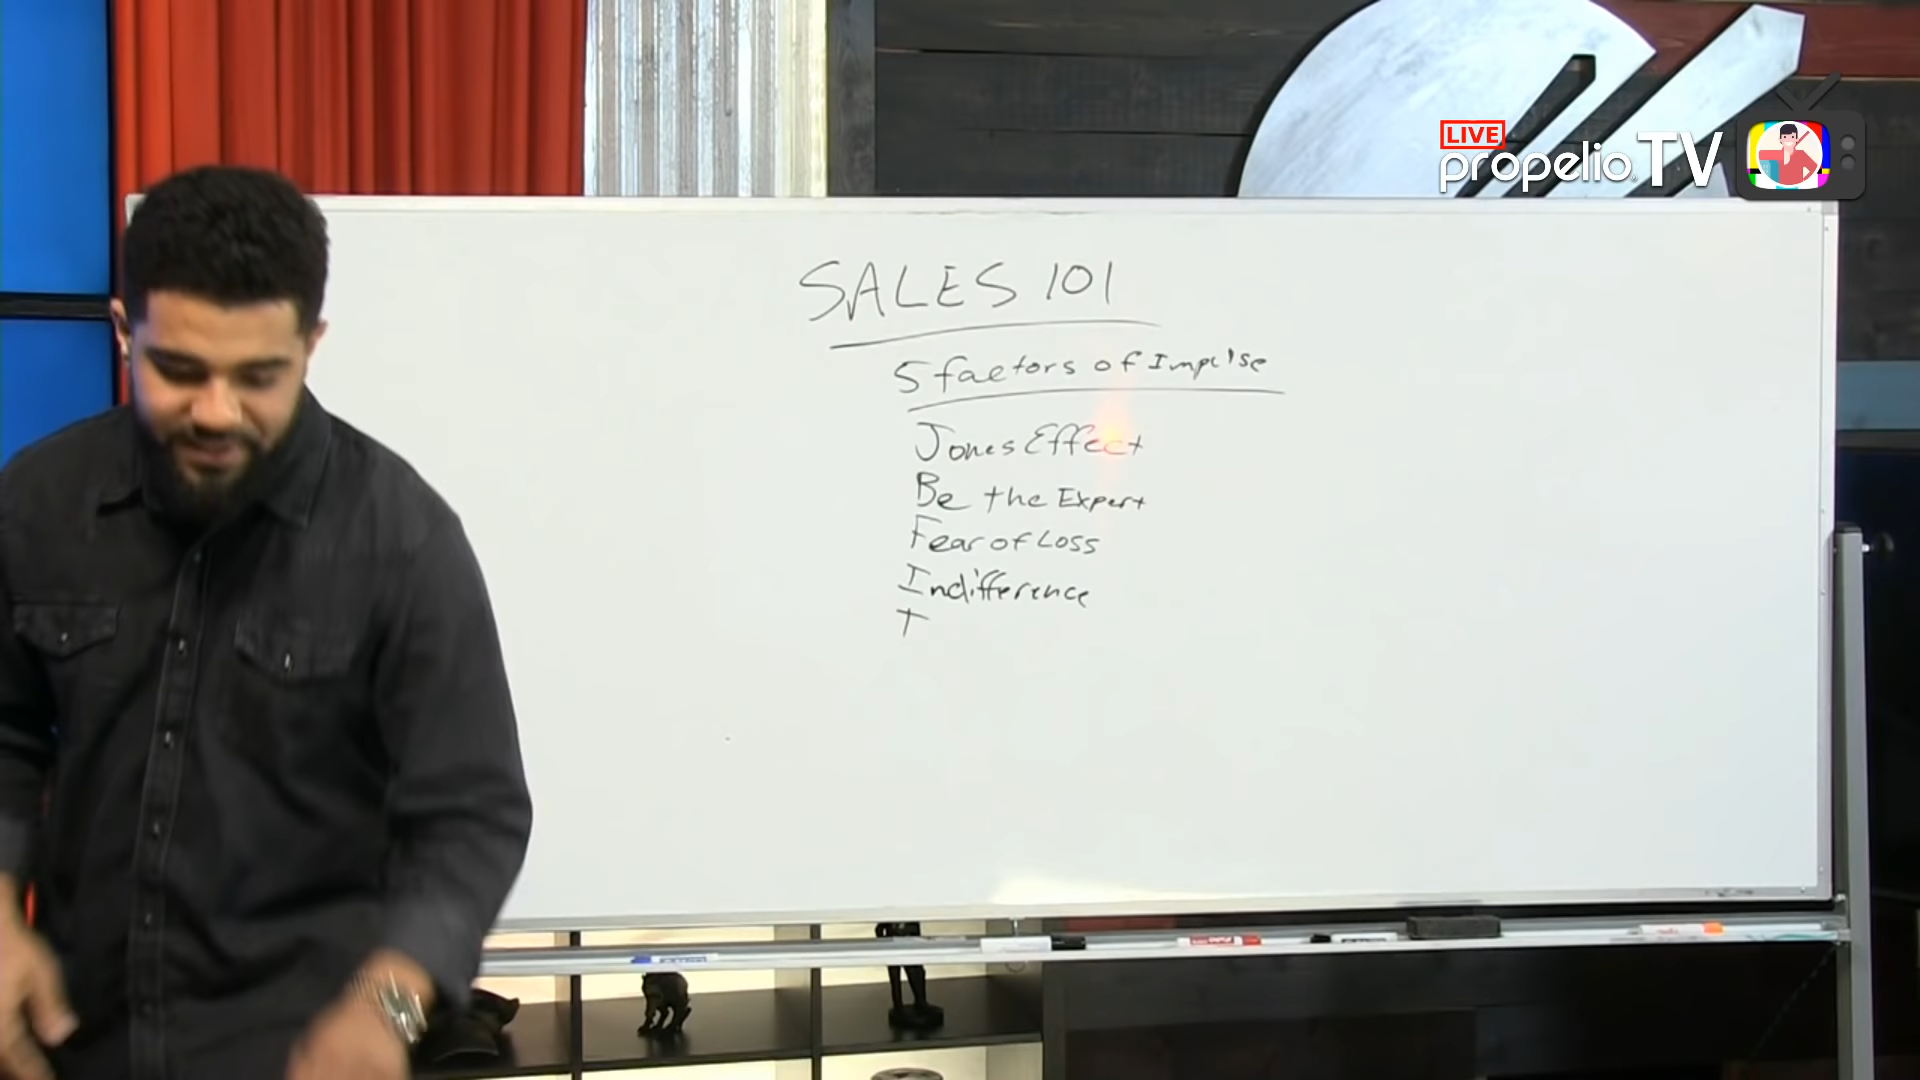 LIVE
propelio TV
SALES 101
5 factors of Impulse
Jones Effect
Be the Expert
Fear of Loss
Indifference
T